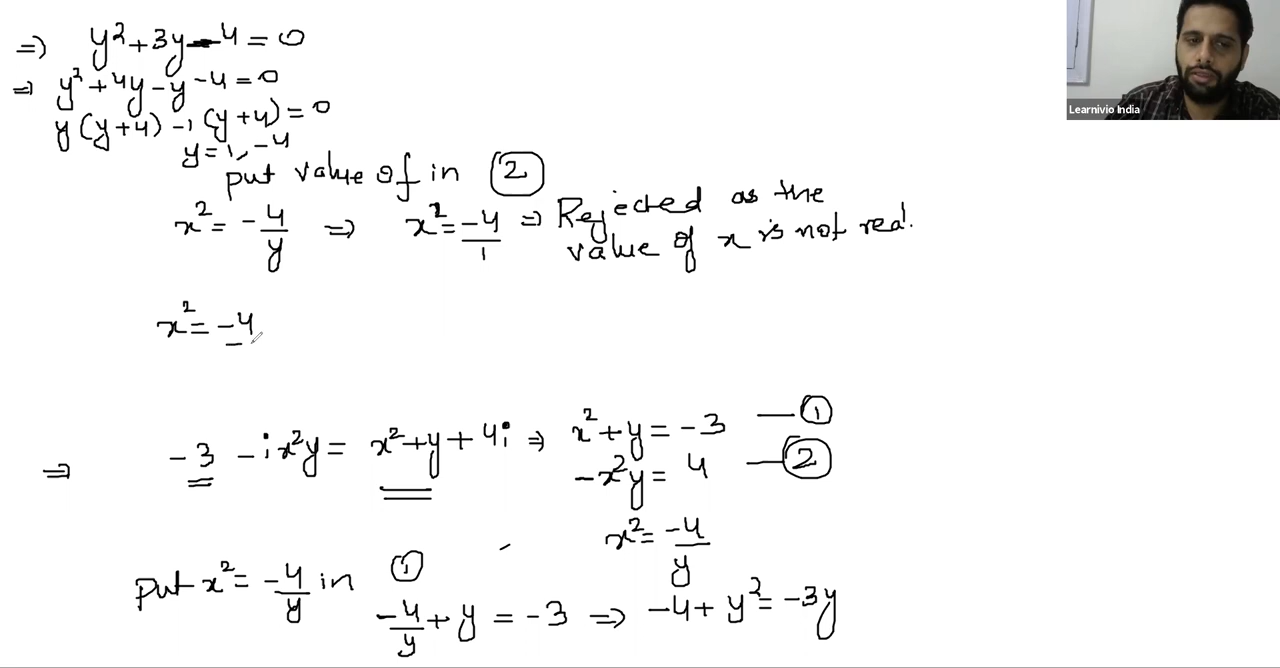 ⇒ y²+3y-4=0
⇒ y²+4y-y-4=0
y(y+4)-1(y+4)=0
y=1,-4
put value of in (2)
x²=-4/y ⇒ x²=-4/1 ⇒ Rejected as the
value of x is not real.
x²=-4
⇒ -3-ix²y=x²+y+4i ⇒ x²+y=-3 —(1)
-x²y=4 —(2)
x²=-4/y
Put x²=-4/y in (1)
-4/y+y=-3 ⇒ -4+y²=-3y
Learnivio India